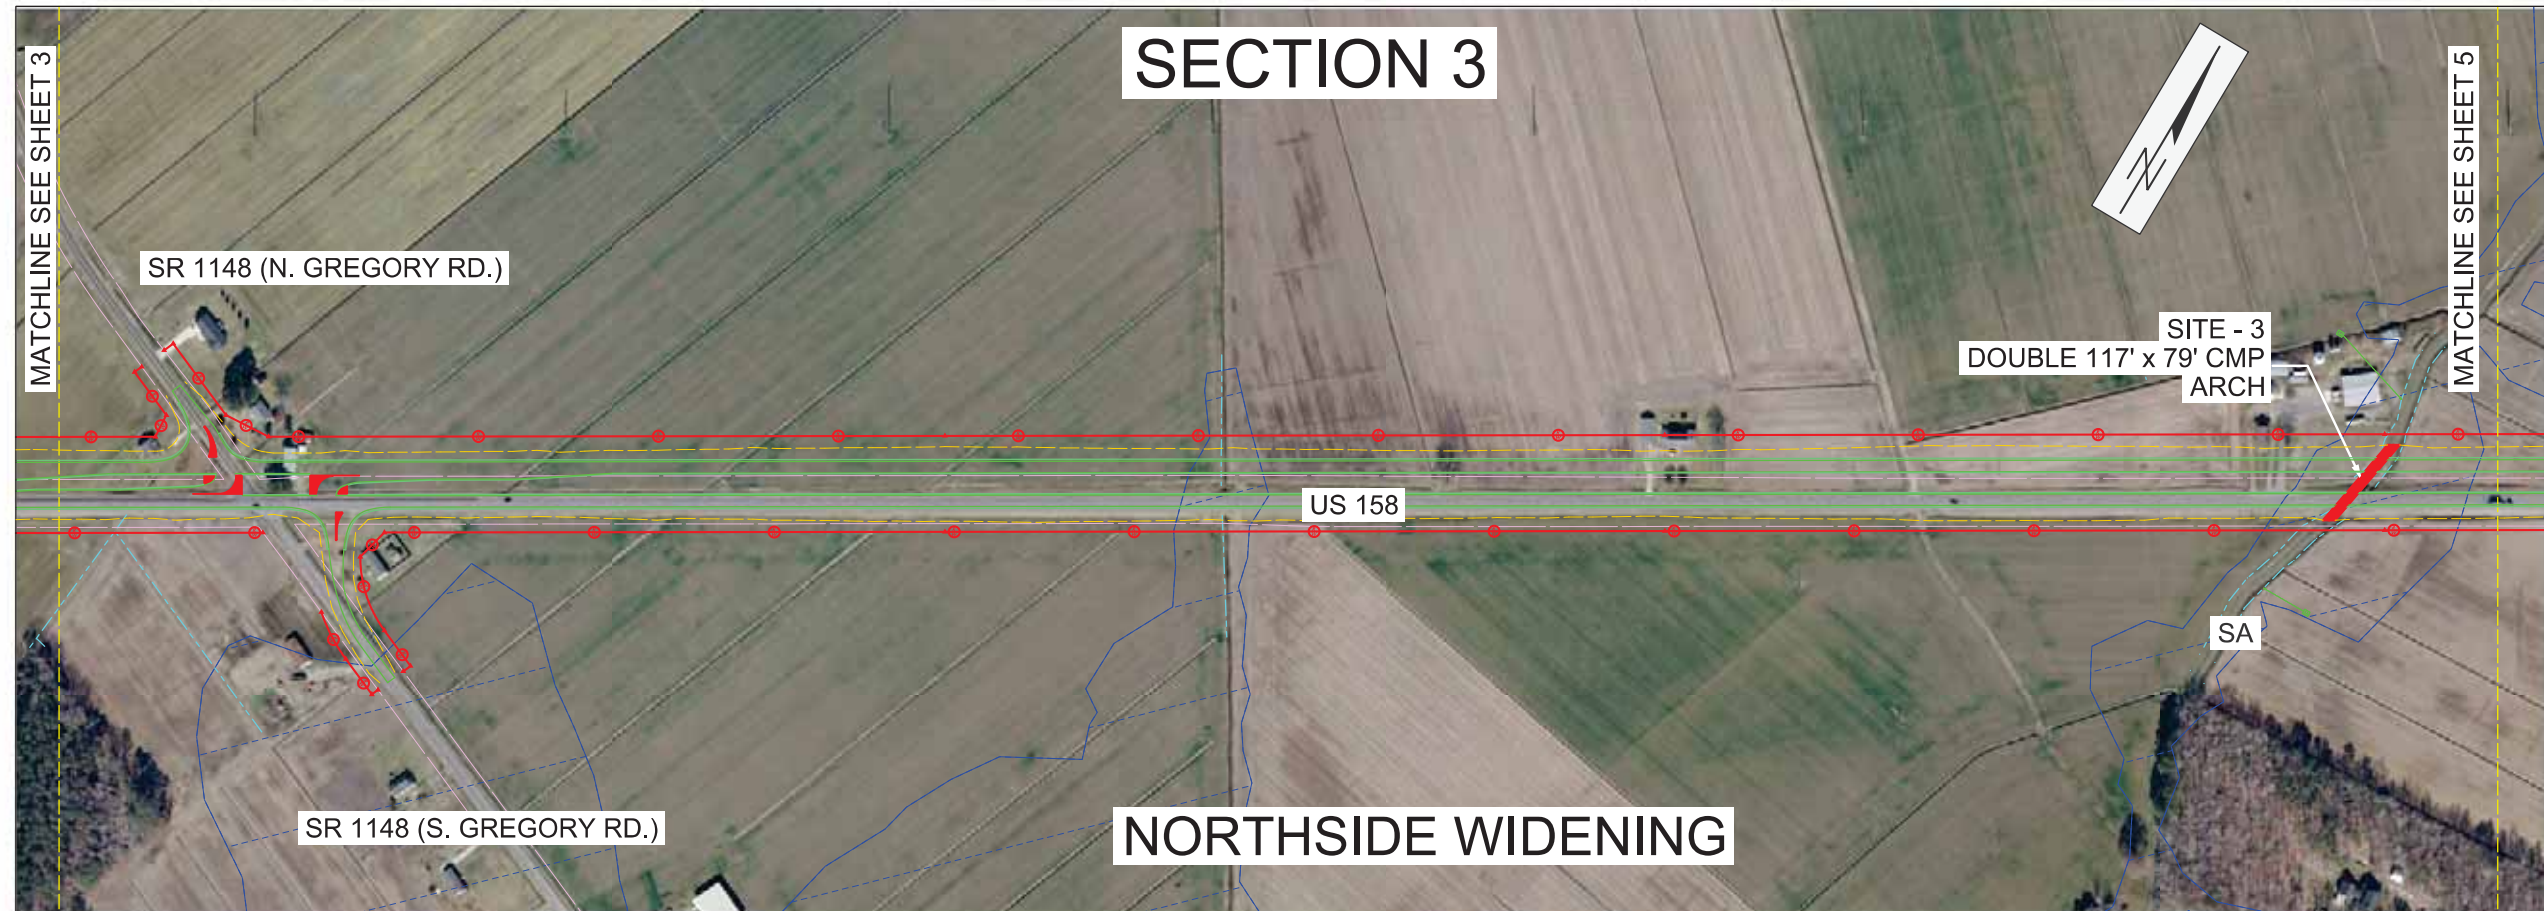 SECTION 3
MATCHLINE SEE SHEET 3
MATCHLINE SEE SHEET 5
N
SR 1148 (N. GREGORY RD.)
SITE - 3
DOUBLE 117' x 79' CMP
ARCH
US 158
SA
SR 1148 (S. GREGORY RD.)
NORTHSIDE WIDENING